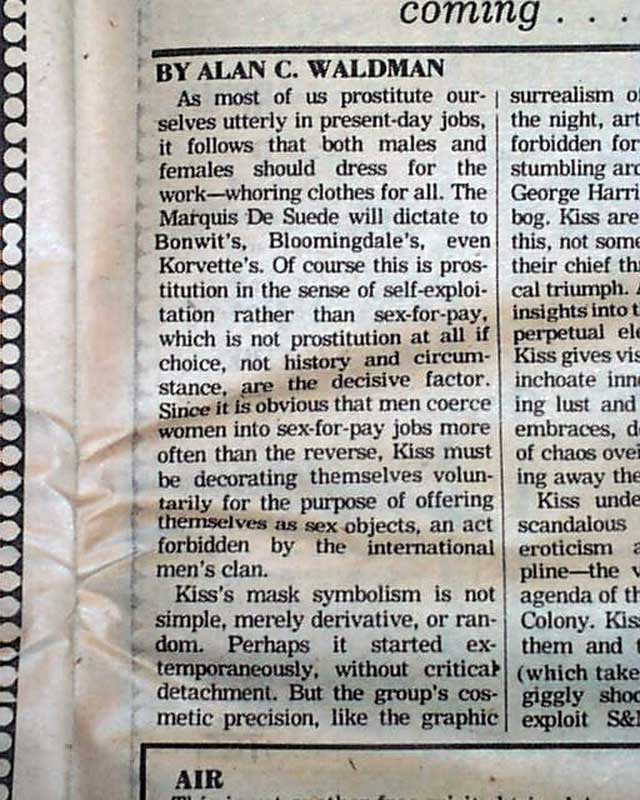 coming . . .
BY ALAN C. WALDMAN
As most of us prostitute our-
selves utterly in present-day jobs,
it follows that both males and
females should dress for the
work—whoring clothes for all. The
Marquis De Suede will dictate to
Bonwit's, Bloomingdale's, even
Korvette's. Of course this is pros-
titution in the sense of self-exploi-
tation rather than sex-for-pay,
which is not prostitution at all if
choice, not history and circum-
stance, are the decisive factor.
Since it is obvious that men coerce
women into sex-for-pay jobs more
often than the reverse, Kiss must
be decorating themselves volun-
tarily for the purpose of offering
themselves as sex objects, an act
forbidden by the international
men's clan.
Kiss's mask symbolism is not
simple, merely derivative, or ran-
dom. Perhaps it started ex-
temporaneously, without critical
detachment. But the group's cos-
metic precision, like the graphic
surrealism
the night, art
forbidden for
stumbling
George
bog. Kiss are
this, not
their chief
cal triumph.
insights into
perpetual
Kiss gives
inchoate
ing lust and
embraces,
of chaos
ing away
Kiss
scandalous
eroticism
pline—the
agenda of
Colony.
them and
(which
giggly
exploit
AIR